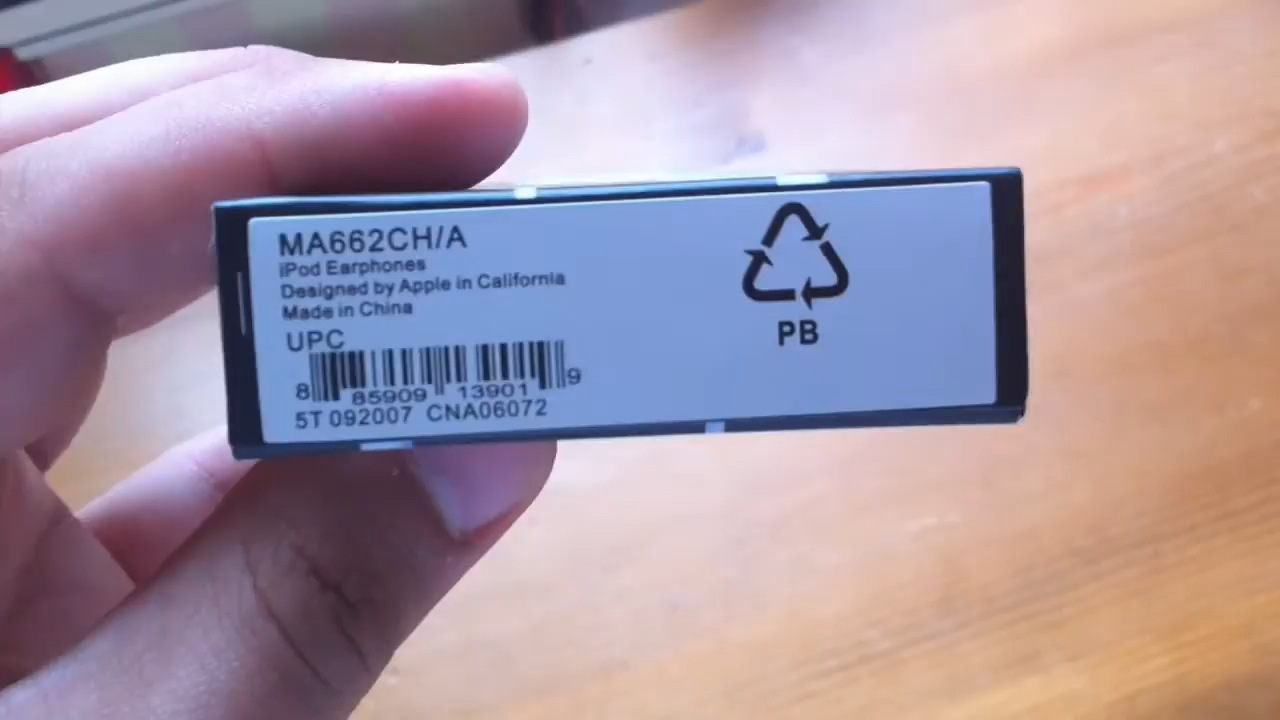 MA662CH/A
iPod Earphones
Designed by Apple in California
Made in China
UPC
8 85909 13901 9
5T 092007 CNA06072
PB